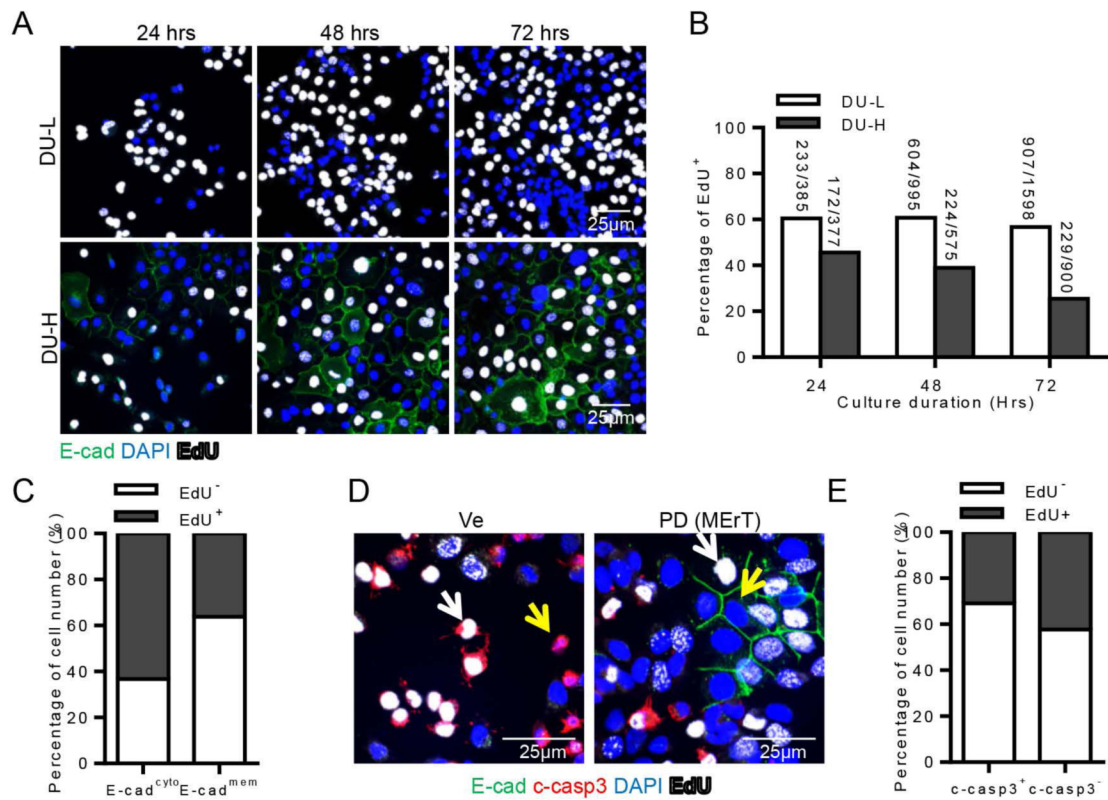 A
24 hrs 48 hrs 72 hrs
DU-L
25µm
DU-H
25µm
E-cad DAPI EdU
B
DU-L
DU-H
Percentage of EdU+
100
80
60
40
20
0
233/385
172/377
604/995
224/575
907/1598
229/900
24 48 72
Culture duration (Hrs)
C
EdU-
EdU+
Percentage of cell number (%)
100
80
60
40
20
0
E-cad cyto E-cad mem
D
Ve PD (MErT)
25µm 25µm
E-cad c-casp3 DAPI EdU
E
EdU-
EdU+
Percentage of cell number (%)
100
80
60
40
20
0
c-casp3+ c-casp3-